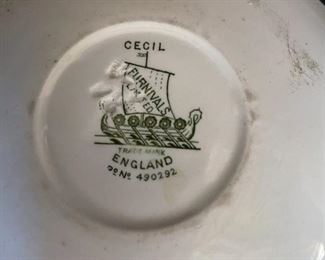 CECIL
FURNIVALS
LIMITED
TRADE MARK
ENGLAND
Rᴰ Nº 490292